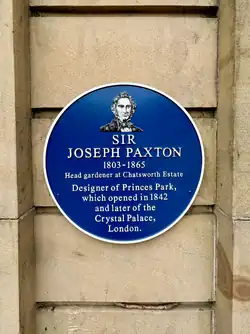 SIR
JOSEPH PAXTON
1803-1865
Head gardener at Chatsworth Estate
Designer of Princes Park,
which opened in 1842
and later of the
Crystal Palace,
London.